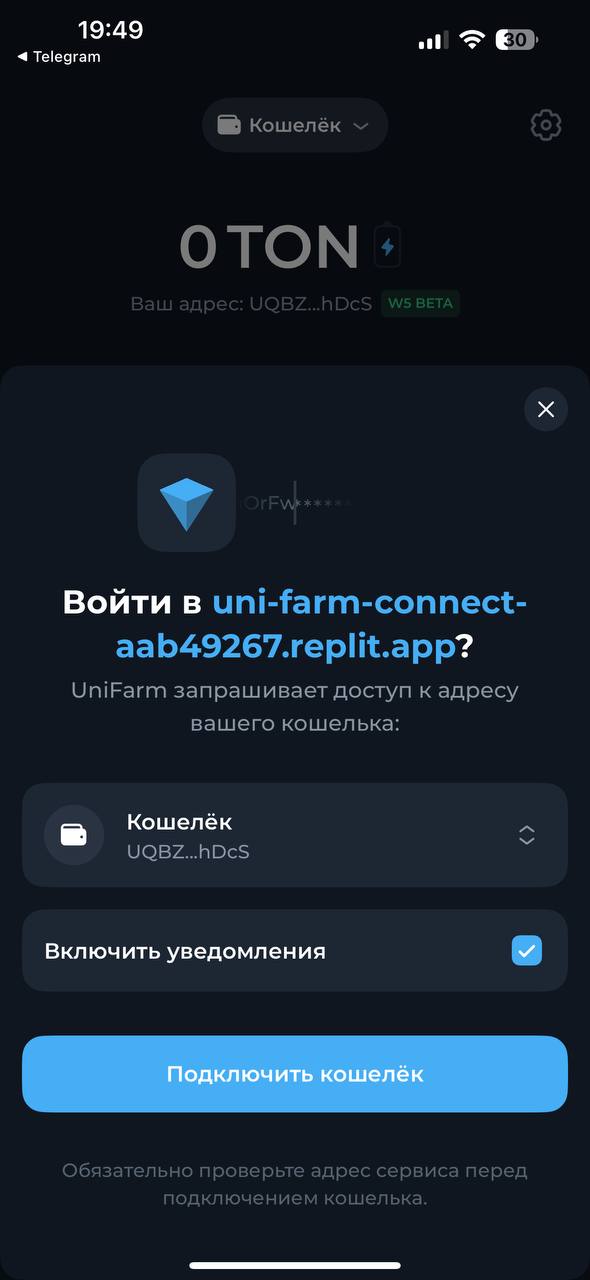 19:49
30
◀ Telegram
Кошелёк
0 TON
Ваш адрес: UQBZ...hDcS W5 BETA
OrFw******
Войти в uni-farm-connect-
aab49267.replit.app?
UniFarm запрашивает доступ к адресу
вашего кошелька:
Кошелёк
UQBZ...hDcS
Включить уведомления
Подключить кошелёк
Обязательно проверьте адрес сервиса перед
подключением кошелька.